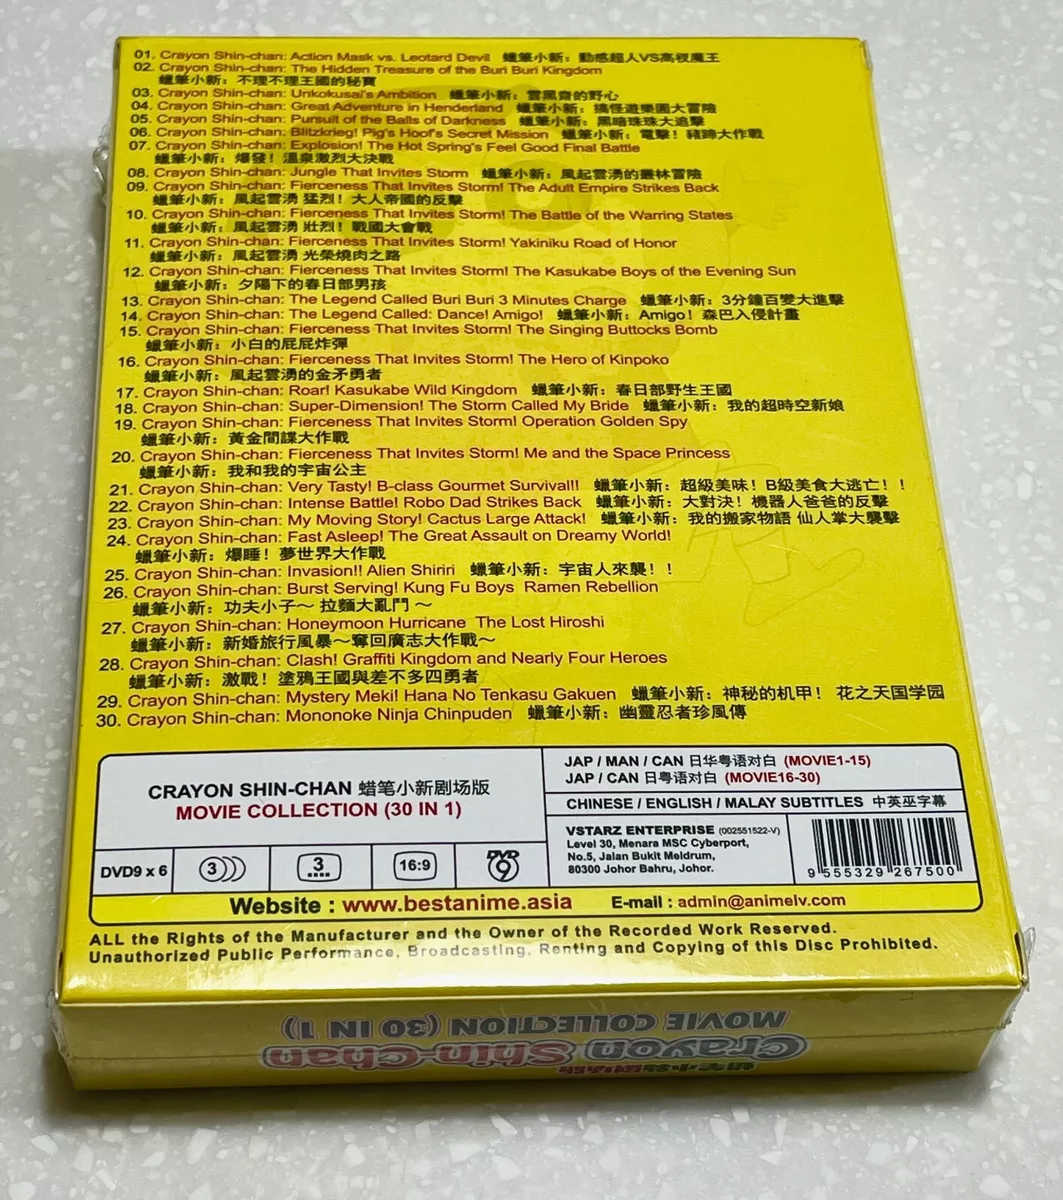 01. Crayon Shin-chan: Action Mask vs. Leotard Devil 蠟筆小新：動感超人VS高衩魔王
02. Crayon Shin-chan: The Hidden Treasure of the Buri Buri Kingdom
蠟筆小新：不理不理王國的秘寶
03. Crayon Shin-chan: Unkokusai's Ambition 蠟筆小新：雲黑齋的野心
04. Crayon Shin-chan: Great Adventure in Henderland 蠟筆小新：搞怪遊樂園大冒險
05. Crayon Shin-chan: Pursuit of the Balls of Darkness 蠟筆小新：黑暗珠珠大追擊
06. Crayon Shin-chan: Blitzkrieg! Pig's Hoof's Secret Mission 蠟筆小新：電擊！豬蹄大作戰
07. Crayon Shin-chan: Explosion! The Hot Spring's Feel Good Final Battle
蠟筆小新：爆發！溫泉激烈大決戰
08. Crayon Shin-chan: Jungle That Invites Storm 蠟筆小新：風起雲湧的叢林冒險
09. Crayon Shin-chan: Fierceness That Invites Storm! The Adult Empire Strikes Back
蠟筆小新：風起雲湧 猛烈！大人帝國的反擊
10. Crayon Shin-chan: Fierceness That Invites Storm! The Battle of the Warring States
蠟筆小新：風起雲湧 壯烈！戰國大會戰
11. Crayon Shin-chan: Fierceness That Invites Storm! Yakiniku Road of Honor
蠟筆小新：風起雲湧 光榮燒肉之路
12. Crayon Shin-chan: Fierceness That Invites Storm! The Kasukabe Boys of the Evening Sun
蠟筆小新：夕陽下的春日部男孩
13. Crayon Shin-chan: The Legend Called Buri Buri 3 Minutes Charge 蠟筆小新：3分鐘百變大進擊
14. Crayon Shin-chan: The Legend Called: Dance! Amigo! 蠟筆小新：Amigo！森巴入侵計畫
15. Crayon Shin-chan: Fierceness That Invites Storm! The Singing Buttocks Bomb
蠟筆小新：小白的屁屁炸彈
16. Crayon Shin-chan: Fierceness That Invites Storm! The Hero of Kinpoko
蠟筆小新：風起雲湧的金矛勇者
17. Crayon Shin-chan: Roar! Kasukabe Wild Kingdom 蠟筆小新：春日部野生王國
18. Crayon Shin-chan: Super-Dimension! The Storm Called My Bride 蠟筆小新：我的超時空新娘
19. Crayon Shin-chan: Fierceness That Invites Storm! Operation Golden Spy
蠟筆小新：黃金間諜大作戰
20. Crayon Shin-chan: Fierceness That Invites Storm! Me and the Space Princess
蠟筆小新：我和我的宇宙公主
21. Crayon Shin-chan: Very Tasty! B-class Gourmet Survival!! 蠟筆小新：超級美味！B級美食大逃亡！！
22. Crayon Shin-chan: Intense Battle! Robo Dad Strikes Back 蠟筆小新：大對決！機器人爸爸的反擊
23. Crayon Shin-chan: My Moving Story! Cactus Large Attack! 蠟筆小新：我的搬家物語 仙人掌大襲擊
24. Crayon Shin-chan: Fast Asleep! The Great Assault on Dreamy World!
蠟筆小新：爆睡！夢世界大作戰
25. Crayon Shin-chan: Invasion!! Alien Shiriri 蠟筆小新：宇宙人來襲！！
26. Crayon Shin-chan: Burst Serving! Kung Fu Boys Ramen Rebellion
蠟筆小新：功夫小子～ 拉麵大亂鬥 ～
27. Crayon Shin-chan: Honeymoon Hurricane The Lost Hiroshi
蠟筆小新：新婚旅行風暴～奪回廣志大作戰～
28. Crayon Shin-chan: Clash! Graffiti Kingdom and Nearly Four Heroes
蠟筆小新：激戰！塗鴉王國與差不多四勇者
29. Crayon Shin-chan: Mystery Meki! Hana No Tenkasu Gakuen 蠟筆小新：神秘的机甲！ 花之天国学园
30. Crayon Shin-chan: Mononoke Ninja Chinpuden 蠟筆小新：幽靈忍者珍風傳
CRAYON SHIN-CHAN 蜡笔小新剧场版
MOVIE COLLECTION (30 IN 1)
JAP / MAN / CAN 日华粤语对白 (MOVIE1-15)
JAP / CAN 日粤语对白 (MOVIE16-30)
CHINESE / ENGLISH / MALAY SUBTITLES 中英巫字幕
DVD9 x 6
3
3
16:9
DVD 9
VSTARZ ENTERPRISE (002551522-V)
Level 30, Menara MSC Cyberport,
No.5, Jalan Bukit Meldrum,
80300 Johor Bahru, Johor.
9 555329 267500
Website : www.bestanime.asia E-mail : admin@animelv.com
ALL the Rights of the Manufacturer and the Owner of the Recorded Work Reserved.
Unauthorized Public Performance, Broadcasting, Renting and Copying of this Disc Prohibited.
MOVIE COLLECTION (30 IN 1)
Crayon Shin-Chan